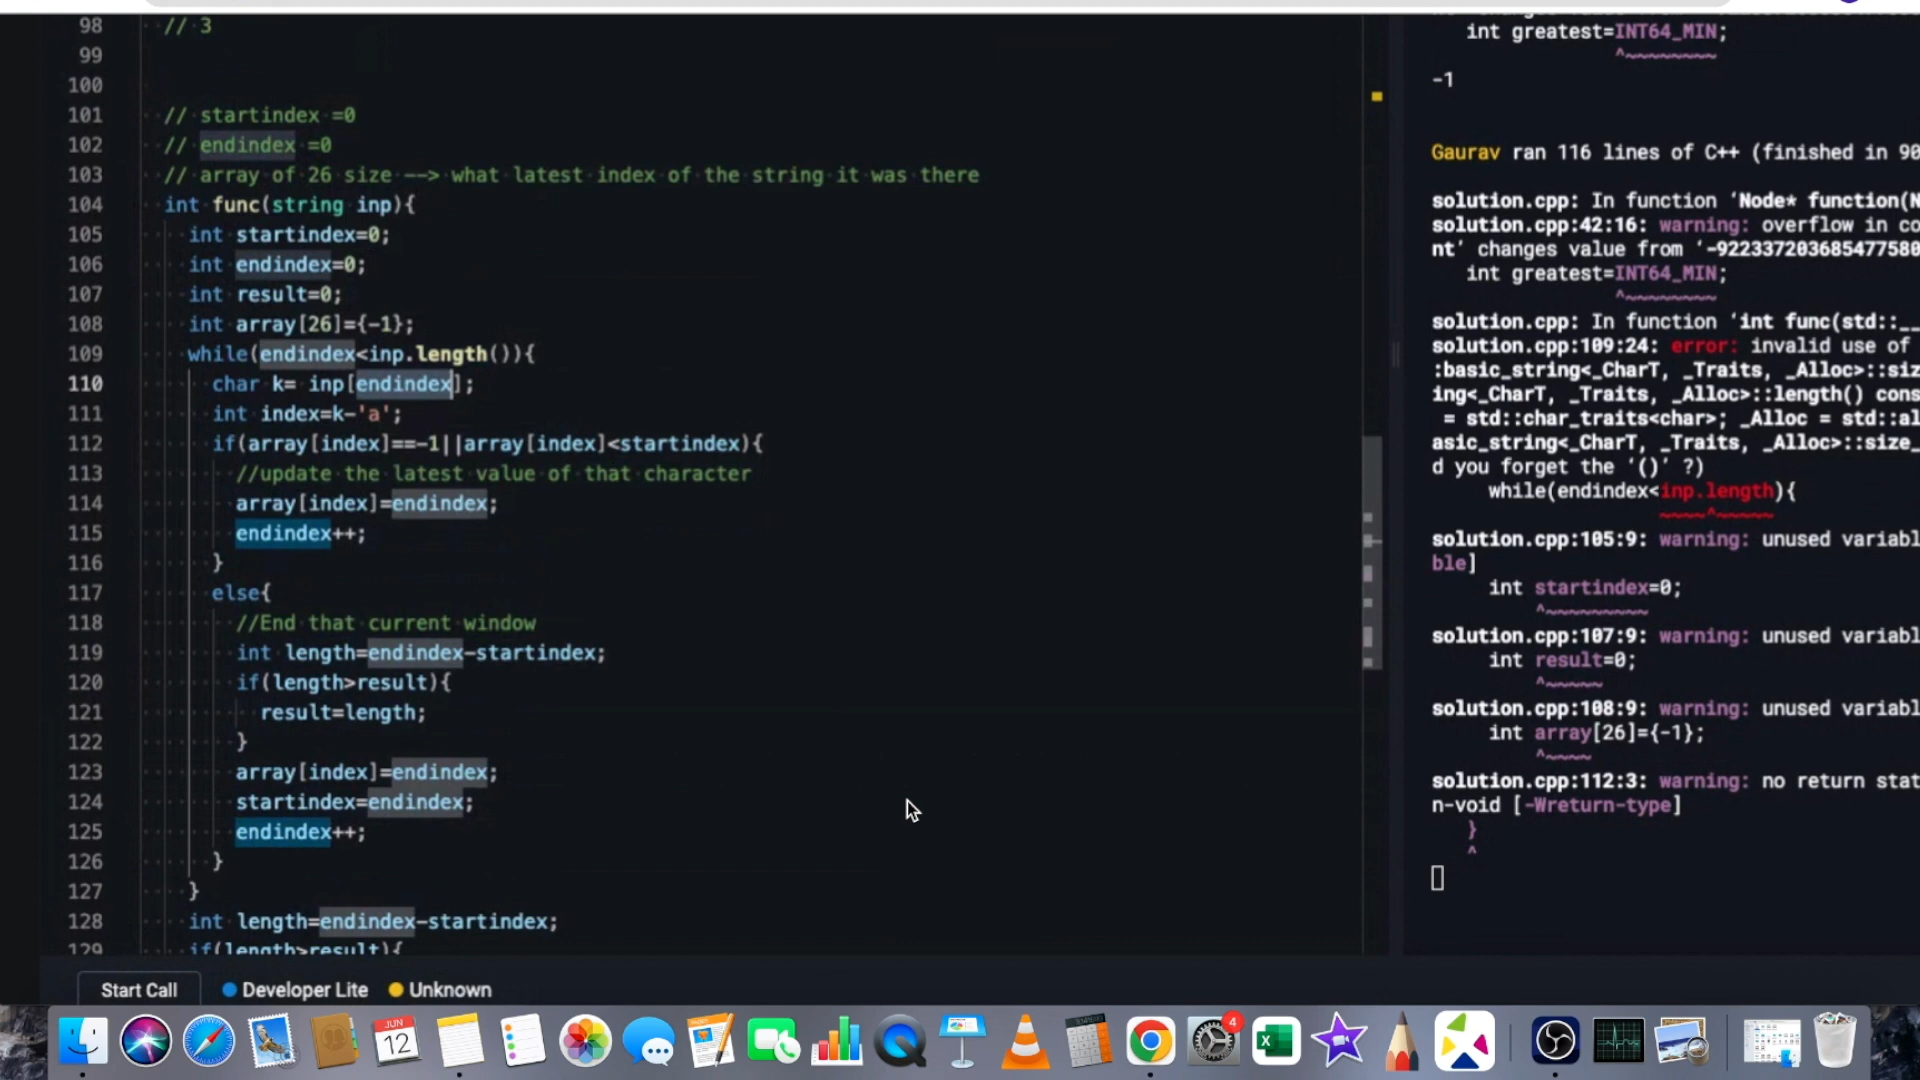 98 // 3
99
100
101 // startindex =0
102 // endindex =0
103 // array of 26 size --> what latest index of the string it was there
104 int func(string inp){
105 int startindex=0;
106 int endindex=0;
107 int result=0;
108 int array[26]={-1};
109 while(endindex<inp.length()){
110 char k= inp[endindex];
111 int index=k-'a';
112 if(array[index]==-1||array[index]<startindex){
113 //update the latest value of that character
114 array[index]=endindex;
115 endindex++;
116 }
117 else{
118 //End that current window
119 int length=endindex-startindex;
120 if(length>result){
121 result=length;
122 }
123 array[index]=endindex;
124 startindex=endindex;
125 endindex++;
126 }
127 }
128 int length=endindex-startindex;
129 if(length>result){
int greatest=INT64_MIN;
^~~~~~~~~
-1
Gaurav ran 116 lines of C++ (finished in 90
solution.cpp: In function ‘Node* function(N
solution.cpp:42:16: warning: overflow in co
nt’ changes value from ‘-922337203685477580
int greatest=INT64_MIN;
^~~~~~~~~
solution.cpp: In function ‘int func(std::__
solution.cpp:109:24: error: invalid use of
:basic_string<_CharT, _Traits, _Alloc>::siz
ing<_CharT, _Traits, _Alloc>::length() cons
= std::char_traits<char>; _Alloc = std::al
asic_string<_CharT, _Traits, _Alloc>::size_
d you forget the ‘()’ ?)
while(endindex<inp.length){
~~~~^~~~~~
solution.cpp:105:9: warning: unused variabl
ble]
int startindex=0;
^~~~~~~~~~
solution.cpp:107:9: warning: unused variabl
int result=0;
^~~~~~
solution.cpp:108:9: warning: unused variabl
int array[26]={-1};
^~~~~
solution.cpp:112:3: warning: no return stat
n-void [-Wreturn-type]
}
^
Start Call Developer Lite Unknown
JUN
12
4